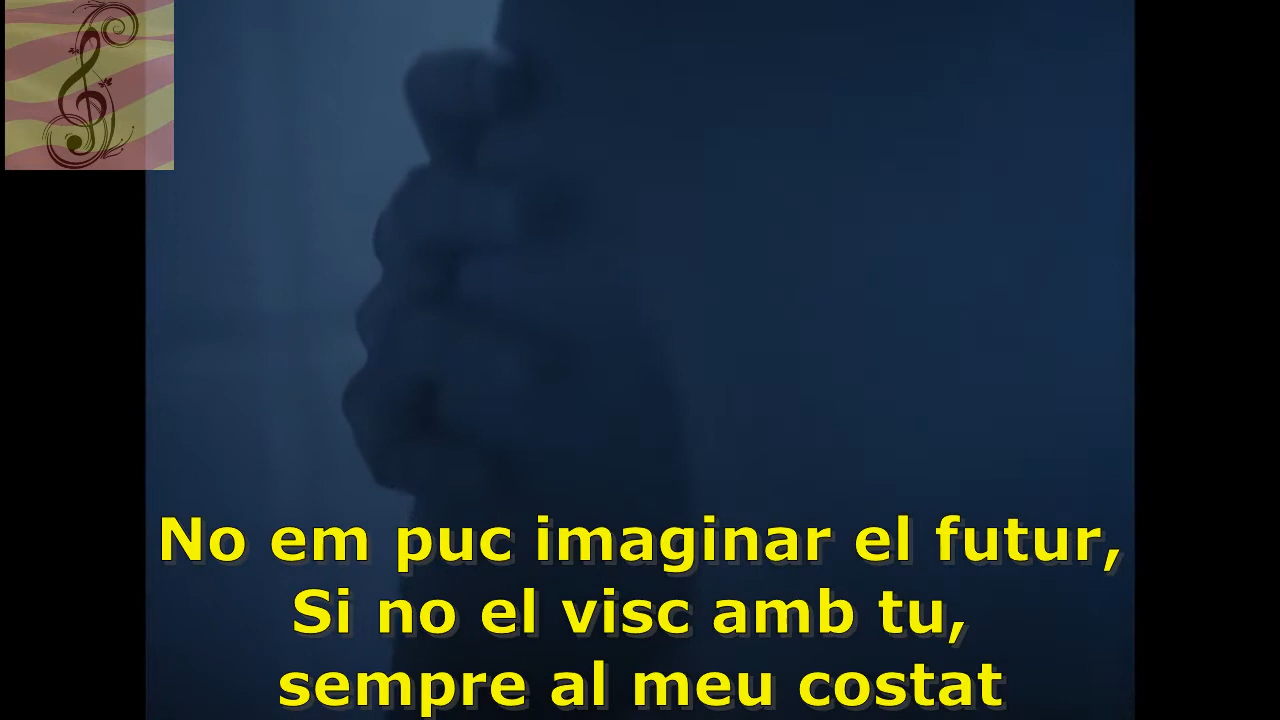 No em puc imaginar el futur,
Si no el visc amb tu,
sempre al meu costat